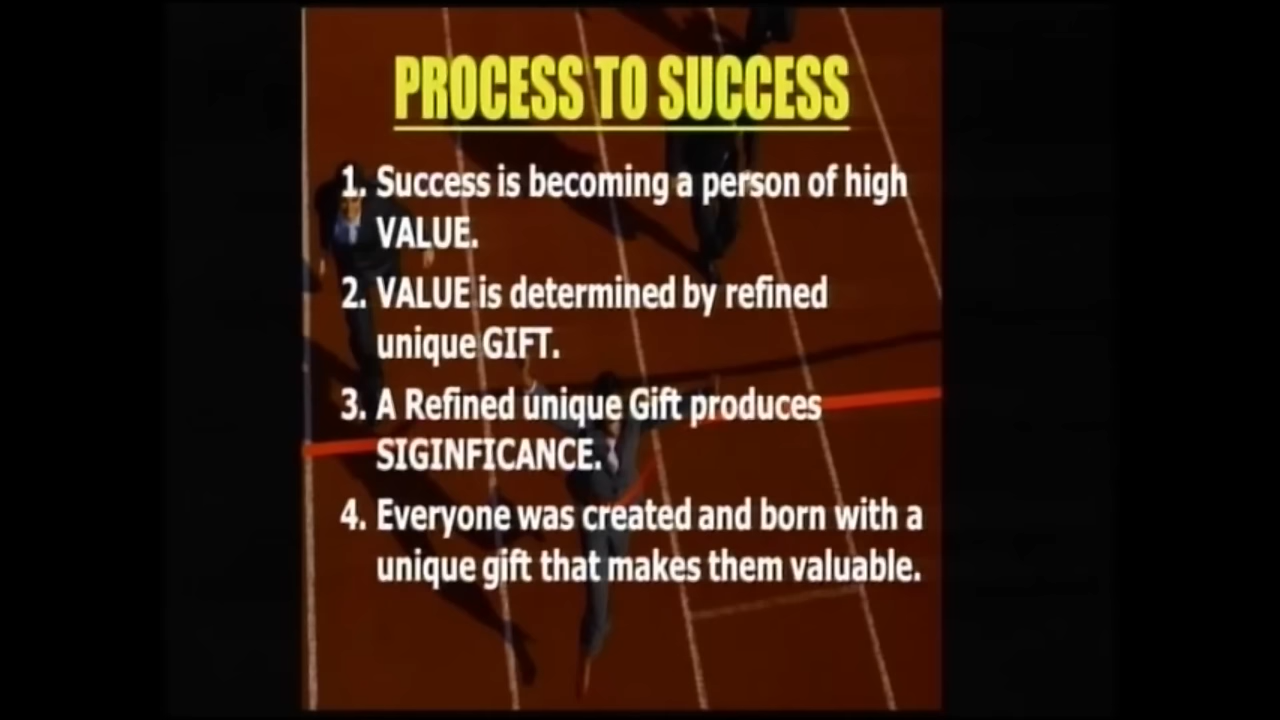 PROCESS TO SUCCESS
1. Success is becoming a person of high
VALUE.
2. VALUE is determined by refined
unique GIFT.
3. A Refined unique Gift produces
SIGINFICANCE.
4. Everyone was created and born with a
unique gift that makes them valuable.